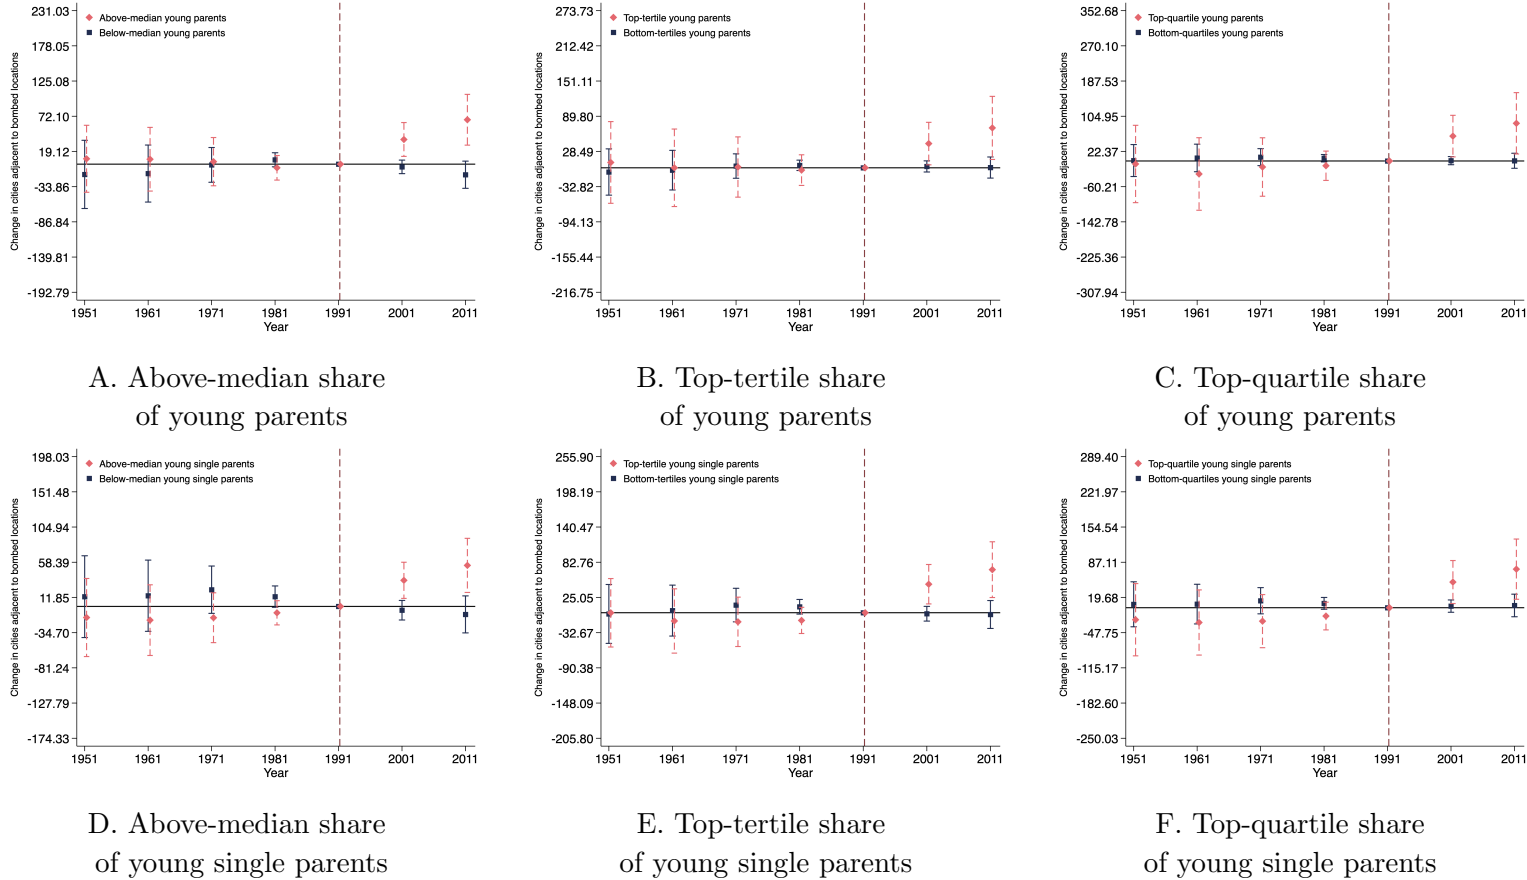 Change in cities adjacent to bombed locations
231.03
178.05
125.08
72.10
19.12
-33.86
-86.84
-139.81
-192.79
Above-median young parents
Below-median young parents
1951 1961 1971 1981 1991 2001 2011
Year
A. Above-median share
of young parents
Change in cities adjacent to bombed locations
273.73
212.42
151.11
89.80
28.49
-32.82
-94.13
-155.44
-216.75
Top-tertile young parents
Bottom-tertiles young parents
1951 1961 1971 1981 1991 2001 2011
Year
B. Top-tertile share
of young parents
Change in cities adjacent to bombed locations
352.68
270.10
187.53
104.95
22.37
-60.21
-142.78
-225.36
-307.94
Top-quartile young parents
Bottom-quartiles young parents
1951 1961 1971 1981 1991 2001 2011
Year
C. Top-quartile share
of young parents
Change in cities adjacent to bombed locations
198.03
151.48
104.94
58.39
11.85
-34.70
-81.24
-127.79
-174.33
Above-median young single parents
Below-median young single parents
1951 1961 1971 1981 1991 2001 2011
Year
D. Above-median share
of young single parents
Change in cities adjacent to bombed locations
255.90
198.19
140.47
82.76
25.05
-32.67
-90.38
-148.09
-205.80
Top-tertile young single parents
Bottom-tertiles young single parents
1951 1961 1971 1981 1991 2001 2011
Year
E. Top-tertile share
of young single parents
Change in cities adjacent to bombed locations
289.40
221.97
154.54
87.11
19.68
-47.75
-115.17
-182.60
-250.03
Top-quartile young single parents
Bottom-quartiles young single parents
1951 1961 1971 1981 1991 2001 2011
Year
F. Top-quartile share
of young single parents